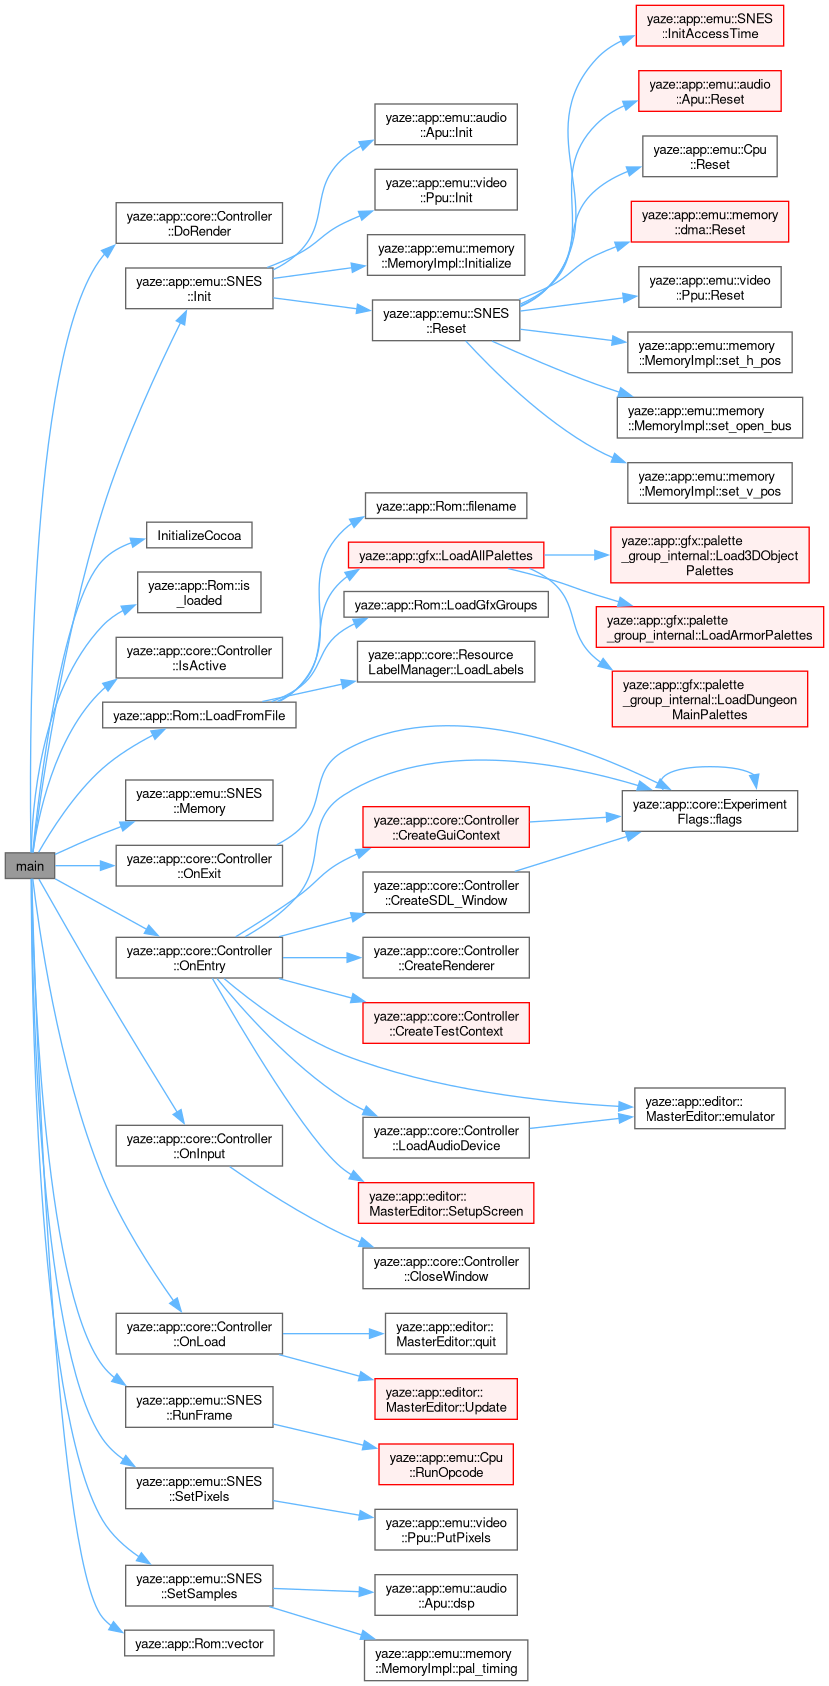 main
yaze::app::core::Controller
::DoRender
yaze::app::emu::SNES
::Init
yaze::app::emu::audio
::Apu::Init
yaze::app::emu::video
::Ppu::Init
yaze::app::emu::memory
::MemoryImpl::Initialize
yaze::app::emu::SNES
::Reset
yaze::app::emu::SNES
::InitAccessTime
yaze::app::emu::audio
::Apu::Reset
yaze::app::emu::Cpu
::Reset
yaze::app::emu::memory
::dma::Reset
yaze::app::emu::video
::Ppu::Reset
yaze::app::emu::memory
::MemoryImpl::set_h_pos
yaze::app::emu::memory
::MemoryImpl::set_open_bus
yaze::app::emu::memory
::MemoryImpl::set_v_pos
InitializeCocoa
yaze::app::Rom::is
_loaded
yaze::app::core::Controller
::IsActive
yaze::app::Rom::LoadFromFile
yaze::app::Rom::filename
yaze::app::gfx::LoadAllPalettes
yaze::app::Rom::LoadGfxGroups
yaze::app::core::Resource
LabelManager::LoadLabels
yaze::app::gfx::palette
_group_internal::Load3DObject
Palettes
yaze::app::gfx::palette
_group_internal::LoadArmorPalettes
yaze::app::gfx::palette
_group_internal::LoadDungeon
MainPalettes
yaze::app::emu::SNES
::Memory
yaze::app::core::Controller
::OnExit
yaze::app::core::Experiment
Flags::flags
yaze::app::core::Controller
::OnEntry
yaze::app::core::Controller
::CreateGuiContext
yaze::app::core::Controller
::CreateSDL_Window
yaze::app::core::Controller
::CreateRenderer
yaze::app::core::Controller
::CreateTestContext
yaze::app::editor::
MasterEditor::emulator
yaze::app::core::Controller
::LoadAudioDevice
yaze::app::editor::
MasterEditor::SetupScreen
yaze::app::core::Controller
::OnInput
yaze::app::core::Controller
::CloseWindow
yaze::app::core::Controller
::OnLoad
yaze::app::editor::
MasterEditor::quit
yaze::app::editor::
MasterEditor::Update
yaze::app::emu::SNES
::RunFrame
yaze::app::emu::Cpu
::RunOpcode
yaze::app::emu::SNES
::SetPixels
yaze::app::emu::video
::Ppu::PutPixels
yaze::app::emu::SNES
::SetSamples
yaze::app::emu::audio
::Apu::dsp
yaze::app::emu::memory
::MemoryImpl::pal_timing
yaze::app::Rom::vector